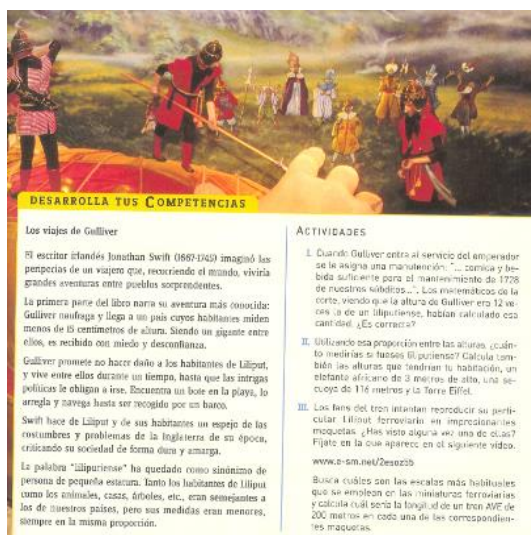 DESARROLLA TUS COMPETENCIAS
Los viajes de Gulliver
El escritor irlandés Jonathan Swift (1667-1745) imaginó las
peripecias de un viajero que, recorriendo el mundo, viviría
grandes aventuras entre pueblos sorprendentes.
La primera parte del libro narra su aventura más conocida:
Gulliver naufraga y llega a un país cuyos habitantes miden
menos de 15 centímetros de altura. Siendo un gigante entre
ellos, es recibido con miedo y desconfianza.
Gulliver promete no hacer daño a los habitantes de Liliput,
y vive entre ellos durante un tiempo, hasta que las intrigas
políticas le obligan a irse. Encuentra un bote en la playa, lo
arregla y navega hasta ser recogido por un barco.
Swift hace de Liliput y de sus habitantes un espejo de las
costumbres y problemas de la Inglaterra de su época,
criticando su sociedad de forma dura y amarga.
La palabra "liliputiense" ha quedado como sinónimo de
persona de pequeña estatura. Tanto los habitantes de Liliput
como los animales, casas, árboles, etc., eran semejantes a
los de nuestros países, pero sus medidas eran menores,
siempre en la misma proporción.
ACTIVIDADES
I. Cuando Gulliver entra al servicio del emperador
se le asigna una manutención: "... comida y be-
bida suficiente para el mantenimiento de 1728
de nuestros súbditos...". Los matemáticos de la
corte, viendo que la altura de Gulliver era 12 ve-
ces la de un liliputiense, habían calculado esa
cantidad. ¿Es correcta?
II. Utilizando esa proporción entre las alturas, ¿cuán-
to medirías si fueses liliputiense? Calcula tam-
bién las alturas que tendrían tu habitación, un
elefante africano de 3 metros de alto, una se-
cuoya de 116 metros y la Torre Eiffel.
III. Los fans del tren intentan reproducir su parti-
cular Liliput ferroviario en impresionantes
maquetas. ¿Has visto alguna vez una de ellas?
Fíjate en la que aparece en el siguiente vídeo.
www.e-sm.net/2esoz55
Busca cuáles son las escalas más habituales
que se emplean en las miniaturas ferroviarias
y calcula cuál sería la longitud de un tren AVE de
200 metros en cada una de las correspondien-
tes maquetas.